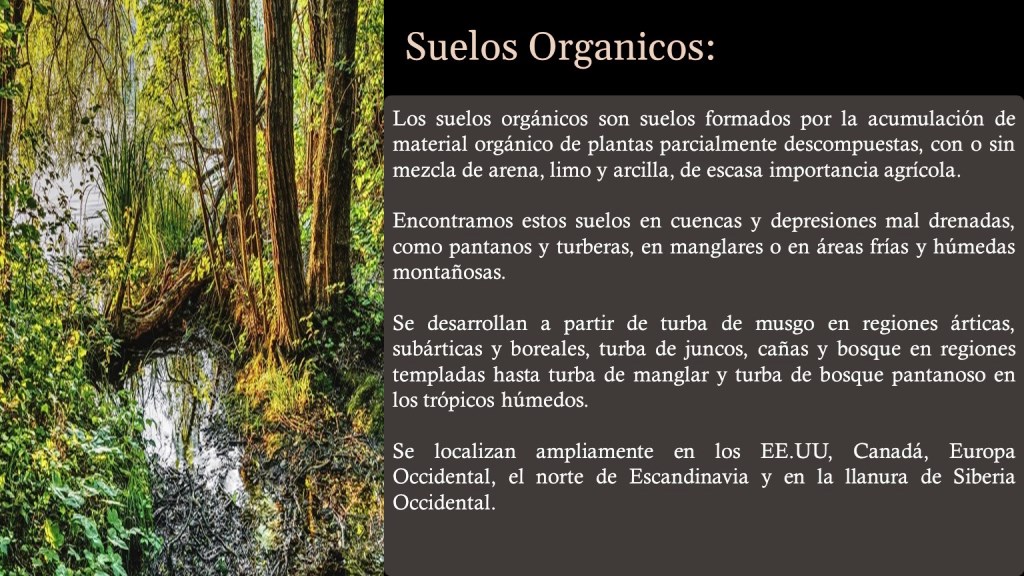 Suelos Organicos:
Los suelos orgánicos son suelos formados por la acumulación de
material orgánico de plantas parcialmente descompuestas, con o sin
mezcla de arena, limo y arcilla, de escasa importancia agrícola.
Encontramos estos suelos en cuencas y depresiones mal drenadas,
como pantanos y turberas, en manglares o en áreas frías y húmedas
montañosas.
Se desarrollan a partir de turba de musgo en regiones árticas,
subárticas y boreales, turba de juncos, cañas y bosque en regiones
templadas hasta turba de manglar y turba de bosque pantanoso en
los trópicos húmedos.
Se localizan ampliamente en los EE.UU, Canadá, Europa
Occidental, el norte de Escandinavia y en la llanura de Siberia
Occidental.